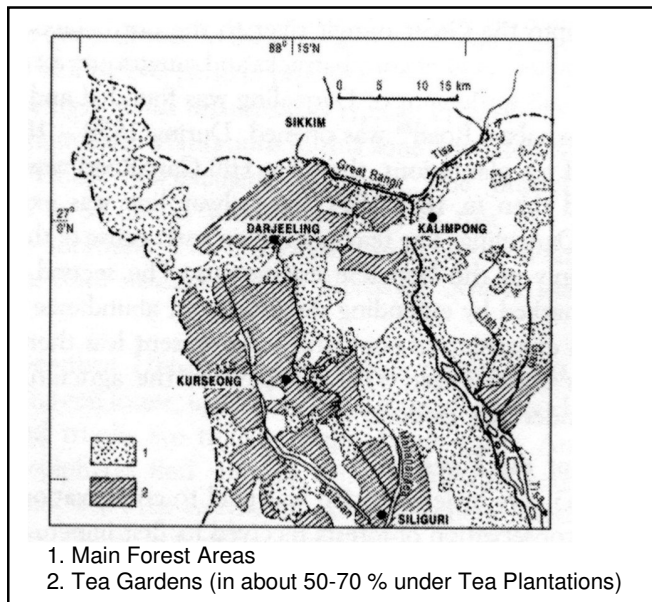 88° 15'N
0 5 10 15 km
SIKKIM
Tista
Great Rangit
27°
0'N
DARJEELING
KALIMPONG
KURSEONG
1
2
Balasan
SILIGURI
1. Main Forest Areas
2. Tea Gardens (in about 50-70 % under Tea Plantations)